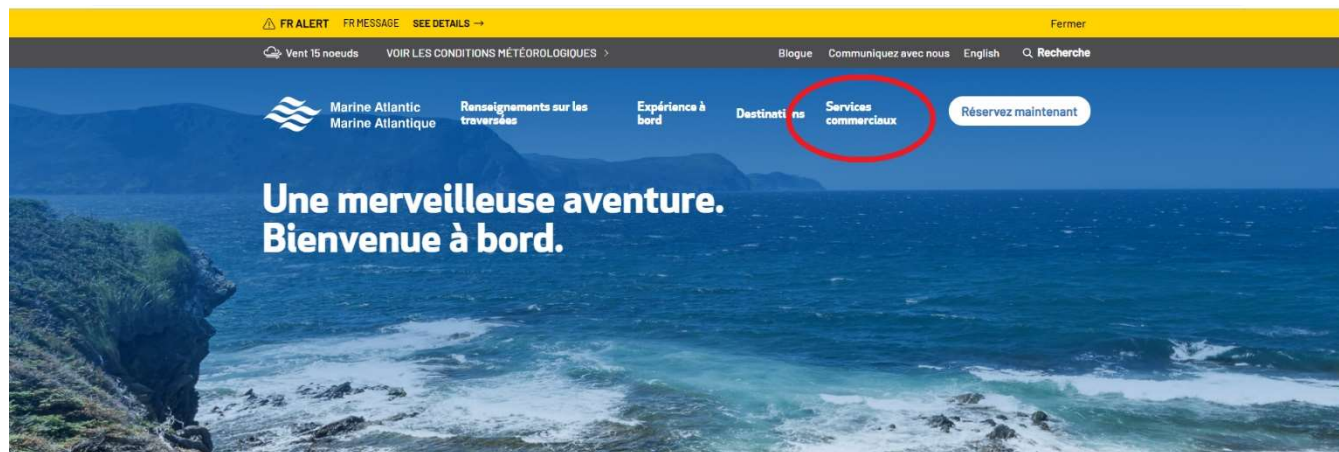 FR ALERT FR MESSAGE SEE DETAILS → Fermer
Vent 15 noeuds VOIR LES CONDITIONS MÉTÉOROLOGIQUES > Blogue Communiquez avec nous English Recherche
Marine Atlantic
Marine Atlantique
Renseignements sur les
traversées
Expérience à
bord
Destinations
Services
commerciaux
Réservez maintenant
Une merveilleuse aventure.
Bienvenue à bord.